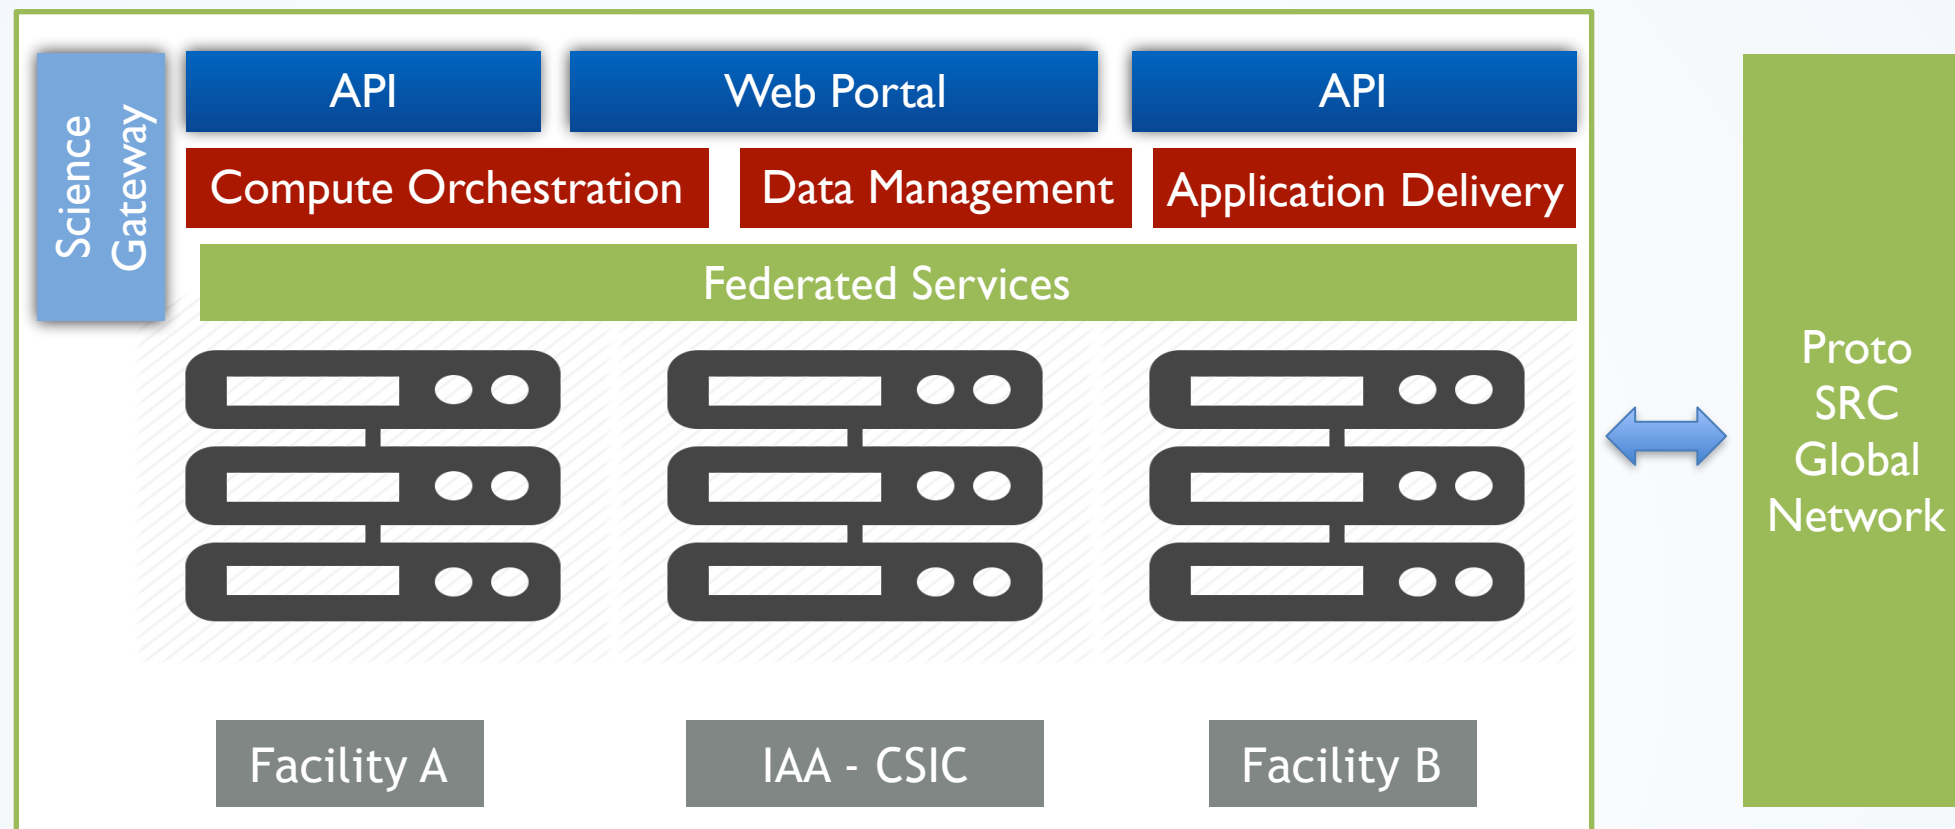 Science
Gateway
API
Web Portal
API
Compute Orchestration
Data Management
Application Delivery
Federated Services
Facility A
IAA - CSIC
Facility B
Proto
SRC
Global
Network